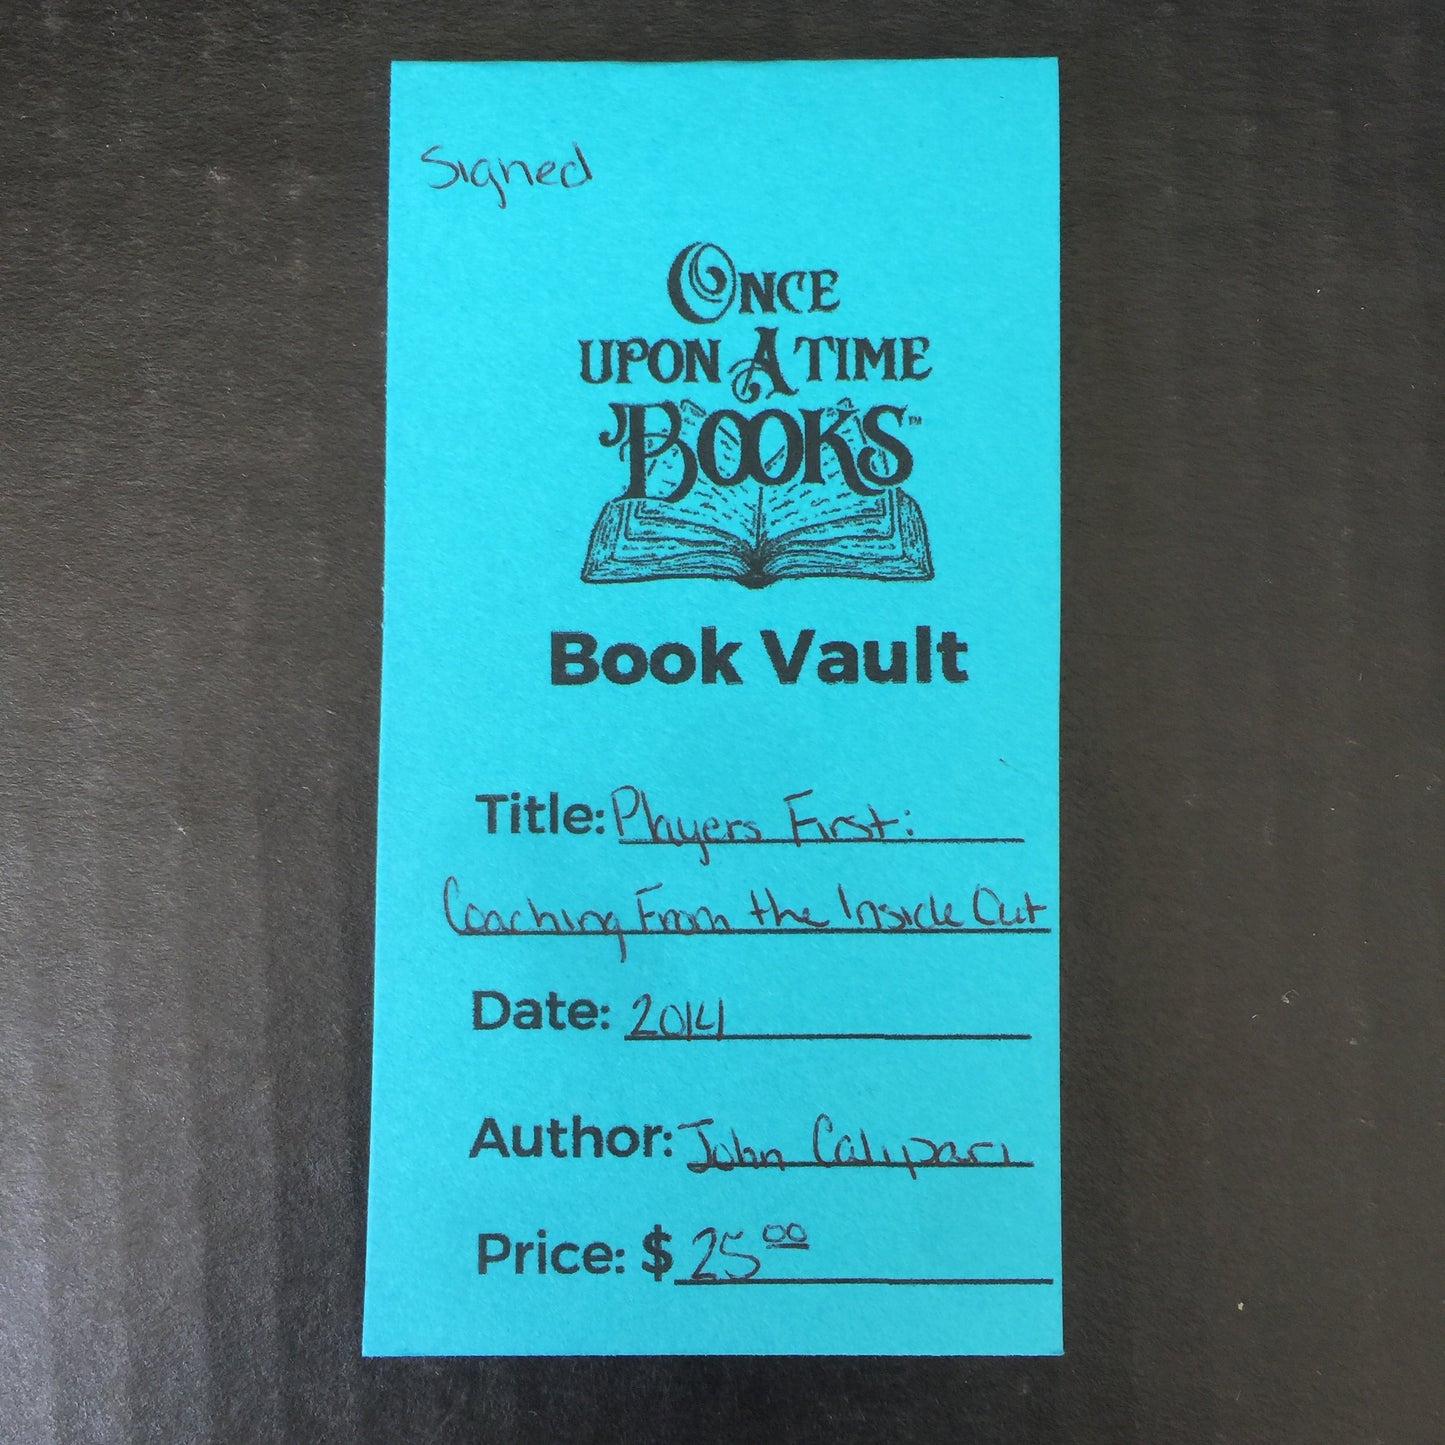 Signed
ONCE
UPON A TIME
BOOKS™
Book Vault
Title: Players First:
Coaching From the Inside Out
Date: 2014
Author: John Calipari
Price: $ 25.00